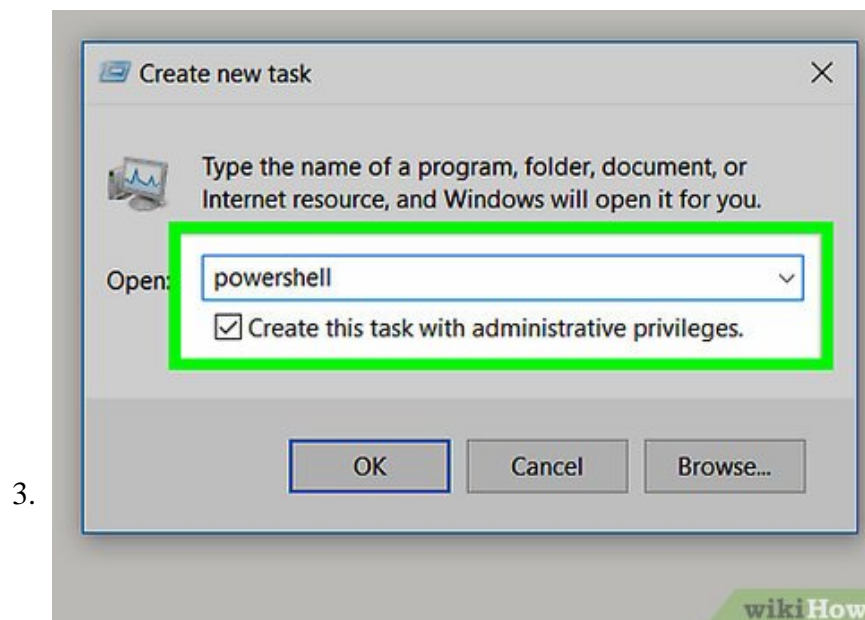 Create new task
Type the name of a program, folder, document, or
Internet resource, and Windows will open it for you.
Open:
powershell
Create this task with administrative privileges.
OK
Cancel
Browse...
3.
wikiHow